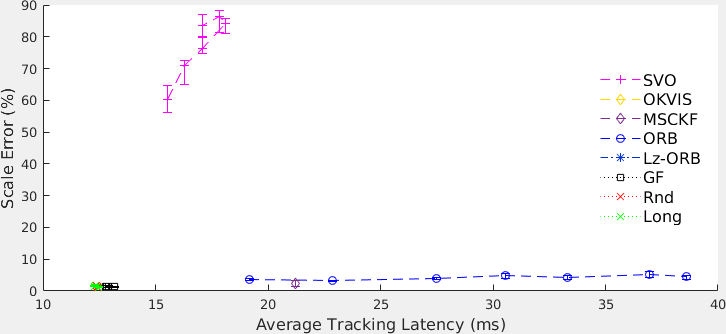 90
80
70
60
50
40
30
20
10
0
Scale Error (%)
10 15 20 25 30 35 40
Average Tracking Latency (ms)
SVO
OKVIS
MSCKF
ORB
Lz-ORB
GF
Rnd
Long